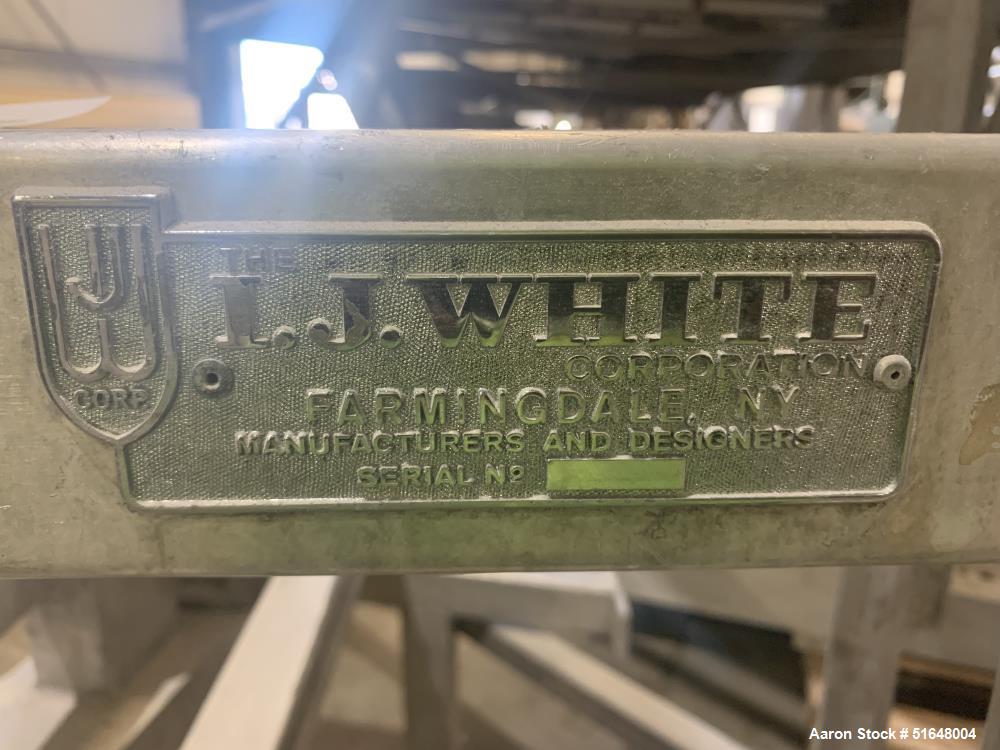 IJW
CORP
THE
I.J. WHITE
CORPORATION
FARMINGDALE, NY
MANUFACTURERS AND DESIGNERS
SERIAL Nº
Aaron Stock # 51648004